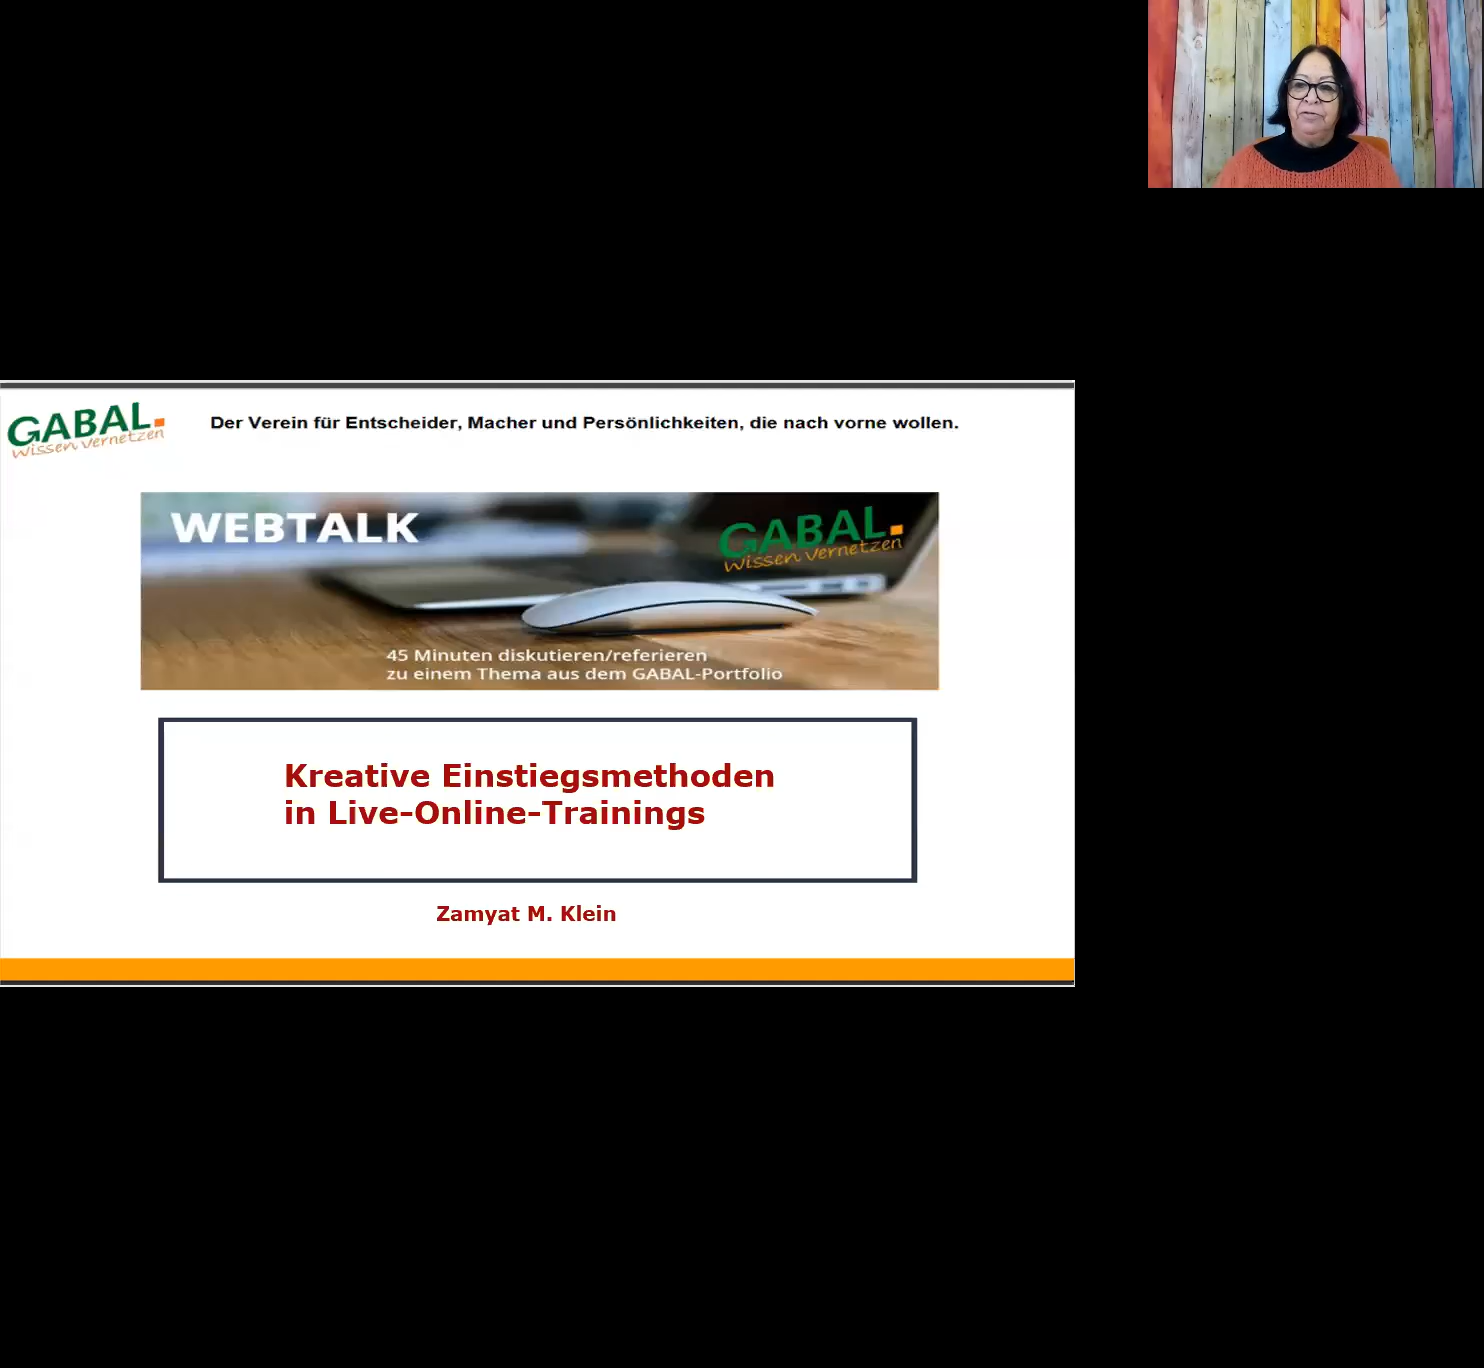 GABAL.
Wissen vernetzen
Der Verein für Entscheider, Macher und Persönlichkeiten, die nach vorne wollen.
WEBTALK
GABAL.
Wissen vernetzen
45 Minuten diskutieren/referieren
zu einem Thema aus dem GABAL-Portfolio
Kreative Einstiegsmethoden
in Live-Online-Trainings
Zamyat M. Klein